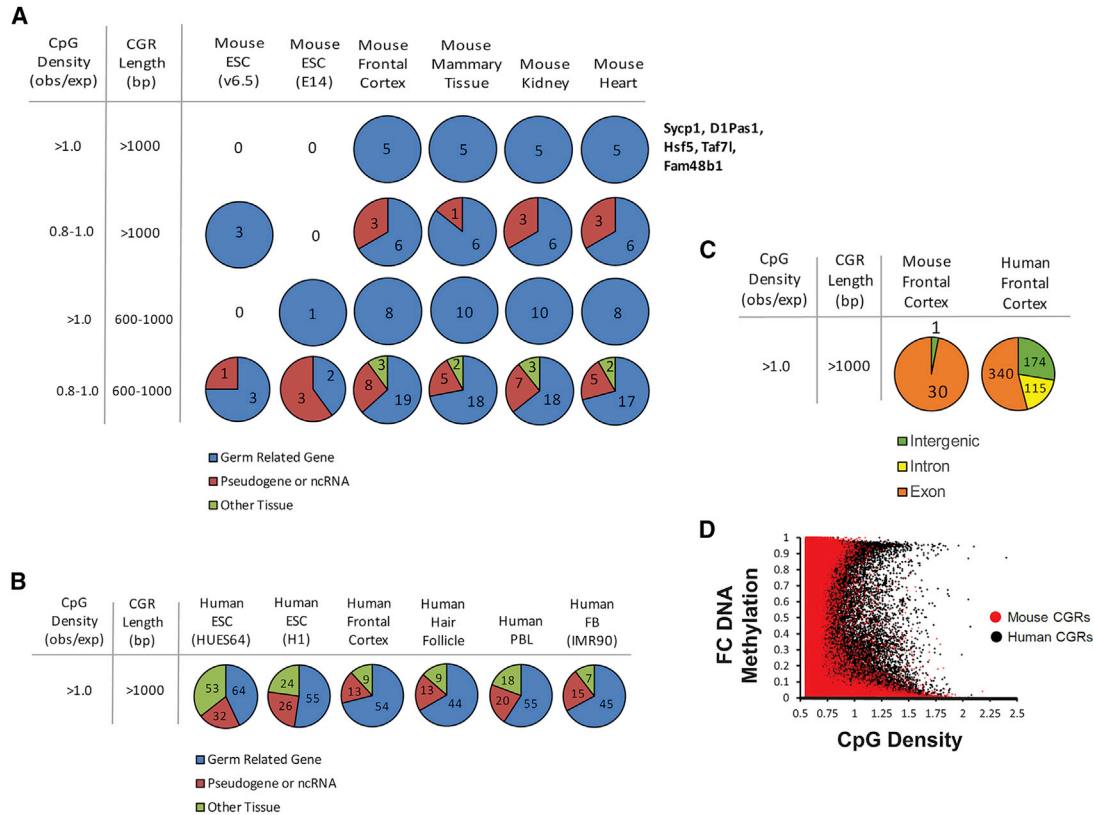 A
CpG Density (obs/exp)
CGR Length (bp)
Mouse ESC (v6.5)
Mouse ESC (E14)
Mouse Frontal Cortex
Mouse Mammary Tissue
Mouse Kidney
Mouse Heart
>1.0 >1000 0 0 5 5 5 5
Sycp1, D1Pas1,
Hsf5, Taf7l,
Fam48b1
0.8-1.0 >1000 3 0 3 6 1 6 3 6 3 6
>1.0 600-1000 0 1 8 10 10 8
0.8-1.0 600-1000 1 3 3 2 3 8 19 2 5 18 3 7 18 2 5 17
Germ Related Gene
Pseudogene or ncRNA
Other Tissue
B
CpG Density (obs/exp)
CGR Length (bp)
Human ESC (HUES64)
Human ESC (H1)
Human Frontal Cortex
Human Hair Follicle
Human PBL
Human FB (IMR90)
>1.0 >1000 53 64 32 24 55 26 9 13 54 9 13 44 18 20 55 7 15 45
Germ Related Gene
Pseudogene or ncRNA
Other Tissue
C
CpG Density (obs/exp)
CGR Length (bp)
Mouse Frontal Cortex
Human Frontal Cortex
>1.0 >1000 1 30 340 174 115
Intergenic
Intron
Exon
D
FC DNA Methylation
1
0.9
0.8
0.7
0.6
0.5
0.4
0.3
0.2
0.1
0
0.5 0.75 1 1.25 1.5 1.75 2 2.25 2.5
CpG Density
Mouse CGRs
Human CGRs